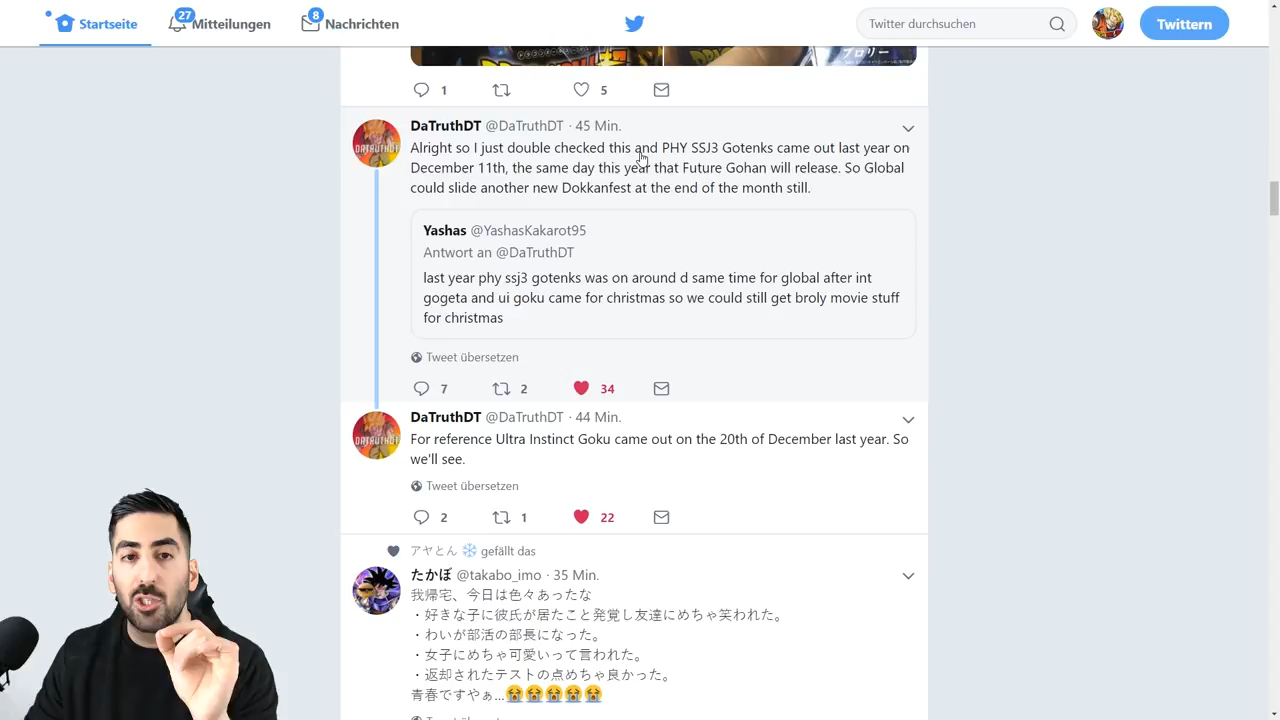 Startseite
27
Mitteilungen
8
Nachrichten
Twitter durchsuchen
Twittern
ブロリー
1
5
DaTruthDT @DaTruthDT · 45 Min.
Alright so I just double checked this and PHY SSJ3 Gotenks came out last year on
December 11th, the same day this year that Future Gohan will release. So Global
could slide another new Dokkanfest at the end of the month still.
Yashas @YashasKakarot95
Antwort an @DaTruthDT
last year phy ssj3 gotenks was on around d same time for global after int
gogeta and ui goku came for christmas so we could still get broly movie stuff
for christmas
Tweet übersetzen
7
2
34
DATRUTHDT
DaTruthDT @DaTruthDT · 44 Min.
For reference Ultra Instinct Goku came out on the 20th of December last year. So
we'll see.
DATRUTHDT
Tweet übersetzen
2
1
22
アヤとん ❄️ gefällt das
たかぼ @takabo_imo · 35 Min.
我帰宅、今日は色々あったな
・好きな子に彼氏が居たこと発覚し友達にめちゃ笑われた。
・わいが部活の部長になった。
・女子にめちゃ可愛いって言われた。
・返却されたテストの点めちゃ良かった。
青春ですやぁ...😭😭😭😭😭